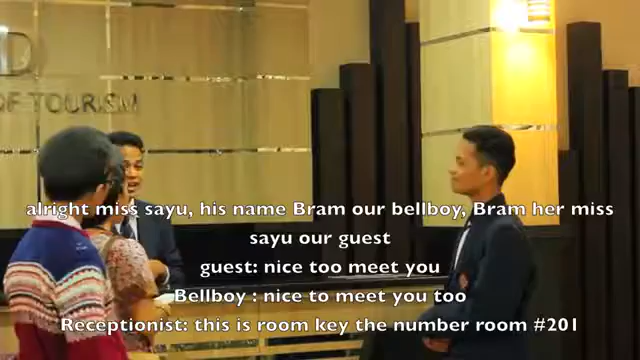 D
OF TOURISM
alright miss sayu, his name Bram our bellboy, Bram her miss
sayu our guest
guest: nice too meet you
Bellboy : nice to meet you too
Receptionist: this is room key the number room #201